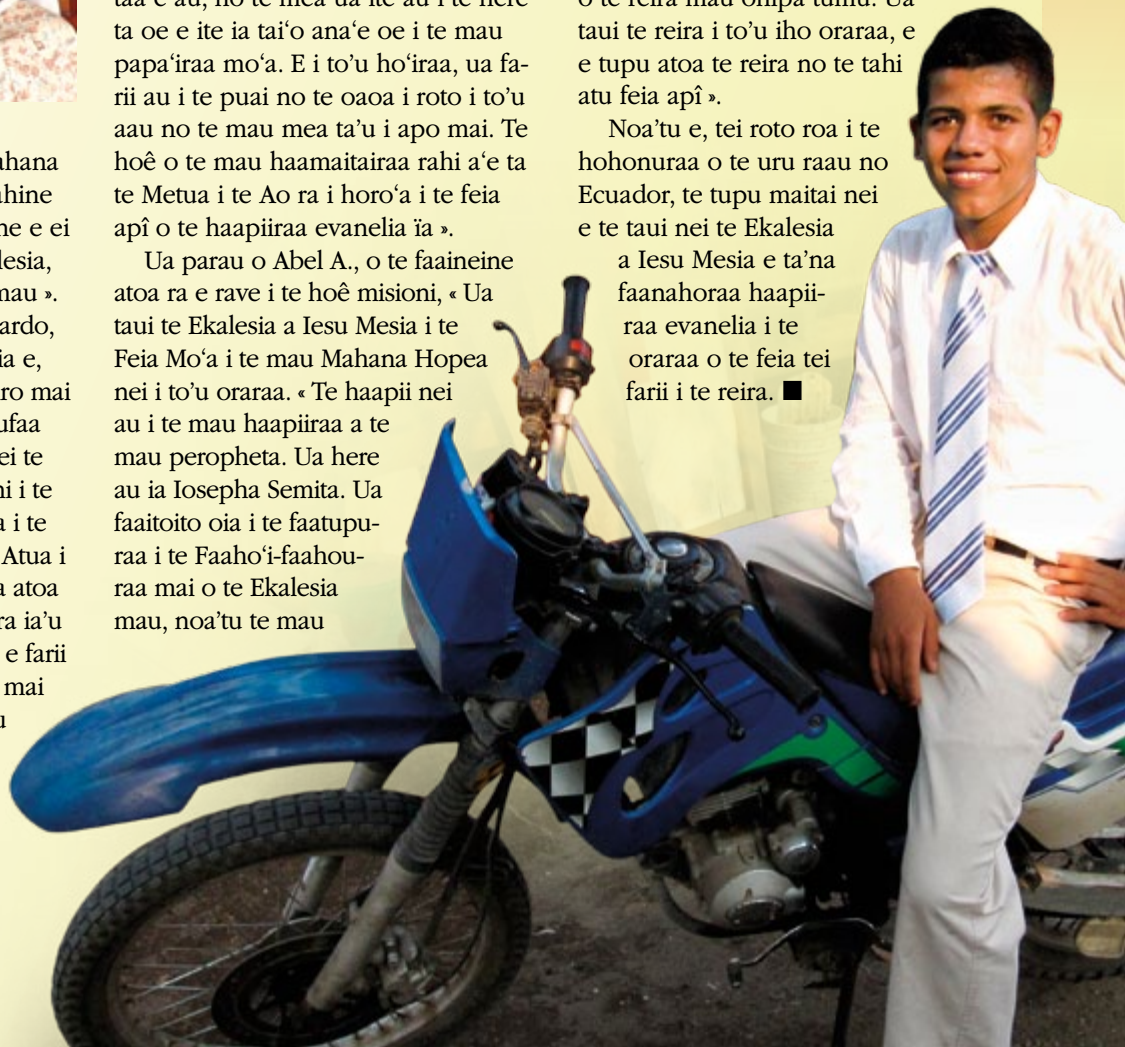 ahana
hine
ne e ei
lesia,
mau ».
ardo,
ia e,
ro mai
ufaa
ei te
ni i te
a i te
Atua i
a atoa
ra ia'u
e farii
mai
u
taa e au, no te mea ua ite au i te here
ta oe e ite ia tai‘o ana‘e oe i te mau
papa‘iraa mo‘a. E i to’u ho‘iraa, ua fa-
rii au i te puai no te oaoa i roto i to’u
aau no te mau mea ta’u i apo mai. Te
hoê o te mau haamaitairaa rahi a‘e ta
te Metua i te Ao ra i horo‘a i te feia
apî o te haapiiraa evanelia ïa ».
Ua parau o Abel A., o te faaineine
atoa ra e rave i te hoê misioni, « Ua
taui te Ekalesia a Iesu Mesia i te
Feia Mo‘a i te mau Mahana Hopea
nei i to’u oraraa. « Te haapii nei
au i te mau haapiiraa a te
mau peropheta. Ua here
au ia Iosepha Semita. Ua
faaitoito oia i te faatupu-
raa i te Faaho‘i-faahou-
raa mai o te Ekalesia
mau, noa’tu te mau
o te reira mau ohipa tumu. Ua
taui te reira i to’u iho oraraa, e
e tupu atoa te reira no te tahi
atu feia apî ».
Noa’tu e, tei roto roa i te
hohonuraa o te uru raau no
Ecuador, te tupu maitai nei
e te taui nei te Ekalesia
a Iesu Mesia e ta’na
faanahoraa haapii-
raa evanelia i te
oraraa o te feia tei
farii i te reira. ■